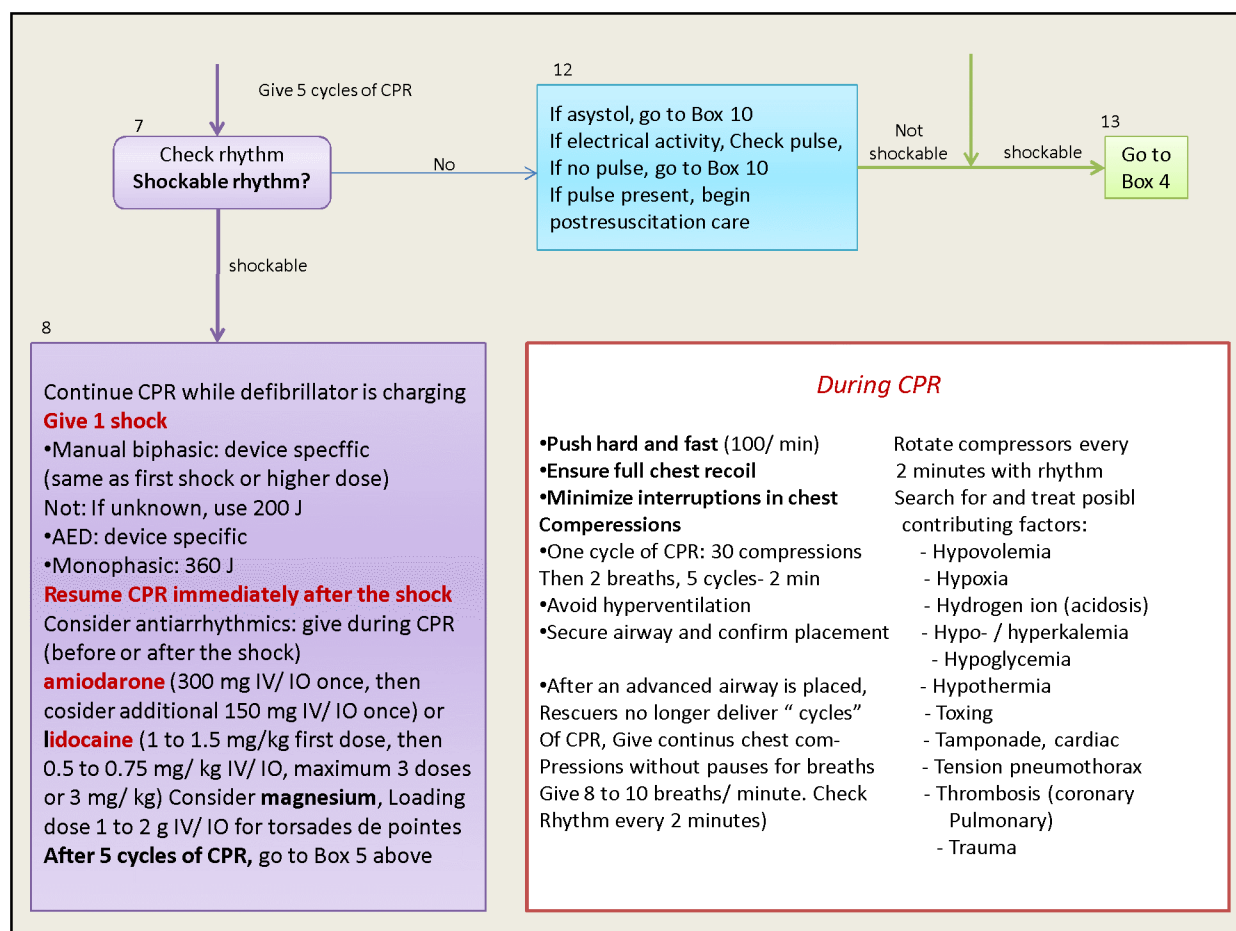 Give 5 cycles of CPR
7
Check rhythm
Shockable rhythm?
No
12
If asystol, go to Box 10
If electrical activity, Check pulse,
If no pulse, go to Box 10
If pulse present, begin
postresuscitation care
Not
shockable
shockable
13
Go to
Box 4
shockable
8
Continue CPR while defibrillator is charging
Give 1 shock
•Manual biphasic: device specffic
(same as first shock or higher dose)
Not: If unknown, use 200 J
•AED: device specific
•Monophasic: 360 J
Resume CPR immediately after the shock
Consider antiarrhythmics: give during CPR
(before or after the shock)
amiodarone (300 mg IV/ IO once, then
cosider additional 150 mg IV/ IO once) or
lidocaine (1 to 1.5 mg/kg first dose, then
0.5 to 0.75 mg/ kg IV/ IO, maximum 3 doses
or 3 mg/ kg) Consider magnesium, Loading
dose 1 to 2 g IV/ IO for torsades de pointes
After 5 cycles of CPR, go to Box 5 above
During CPR
•Push hard and fast (100/ min)
•Ensure full chest recoil
•Minimize interruptions in chest
Comperessions
•One cycle of CPR: 30 compressions
Then 2 breaths, 5 cycles- 2 min
•Avoid hyperventilation
•Secure airway and confirm placement
•After an advanced airway is placed,
Rescuers no longer deliver “ cycles”
Of CPR, Give continus chest com-
Pressions without pauses for breaths
Give 8 to 10 breaths/ minute. Check
Rhythm every 2 minutes)
Rotate compressors every
2 minutes with rhythm
Search for and treat posibl
contributing factors:
- Hypovolemia
- Hypoxia
- Hydrogen ion (acidosis)
- Hypo- / hyperkalemia
- Hypoglycemia
- Hypothermia
- Toxing
- Tamponade, cardiac
- Tension pneumothorax
- Thrombosis (coronary
Pulmonary)
- Trauma